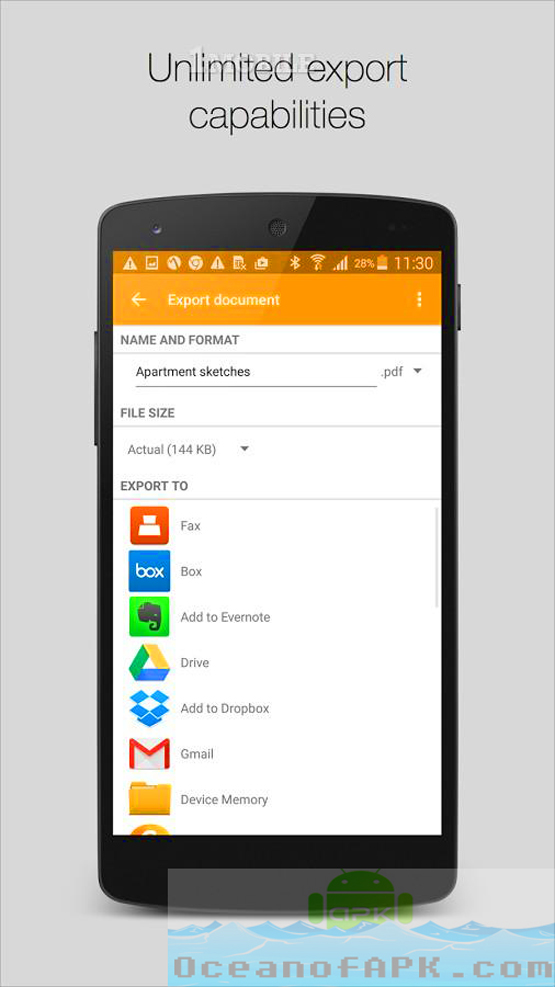 1MOBILE
Unlimited export
capabilities
28% 11:30
Export document
NAME AND FORMAT
Apartment sketches .pdf
FILE SIZE
Actual (144 KB)
EXPORT TO
Fax
box Box
Add to Evernote
Drive
Add to Dropbox
Gmail
Device Memory
APK
OceanofAPK.com